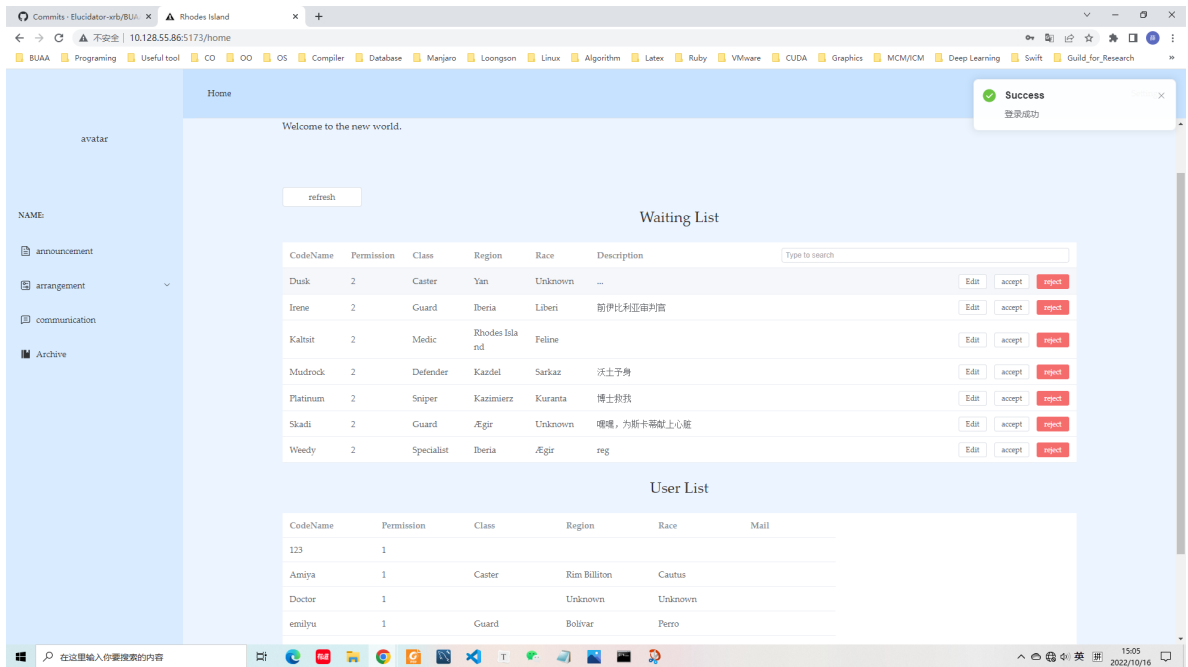 Commits · Elucidator-xrb/BUA
Rhodes Island
不安全 10.128.55.86:5173/home
BUAA Programing Useful tool CO OO OS Compiler Database Manjaro Loongson Linux Algorithm Latex Ruby VMware CUDA Graphics MCM/ICM Deep Learning Swift Guild_for_Research »
Home
Success
登录成功
avatar
Welcome to the new world.
refresh
NAME:
announcement
arrangement
communication
Archive
Waiting List
CodeName Permission Class Region Race Description Type to search
Dusk 2 Caster Yan Unknown ... Edit accept reject
Irene 2 Guard Iberia Liberi 前伊比利亚审判官 Edit accept reject
Kaltsit 2 Medic Rhodes Isla Feline Edit accept reject
nd
Mudrock 2 Defender Kazdel Sarkaz 沃土予身 Edit accept reject
Platinum 2 Sniper Kazimierz Kuranta 博士救我 Edit accept reject
Skadi 2 Guard Ægir Unknown 嘿嘿，为斯卡蒂献上心脏 Edit accept reject
Weedy 2 Specialist Iberia Ægir reg Edit accept reject
User List
CodeName Permission Class Region Race Mail
123 1
Amiya 1 Caster Rim Billiton Cautus
Doctor 1 Unknown Unknown
emilyu 1 Guard Bolívar Perro
在这里输入你要搜索的内容
英 拼 15:05
2022/10/16